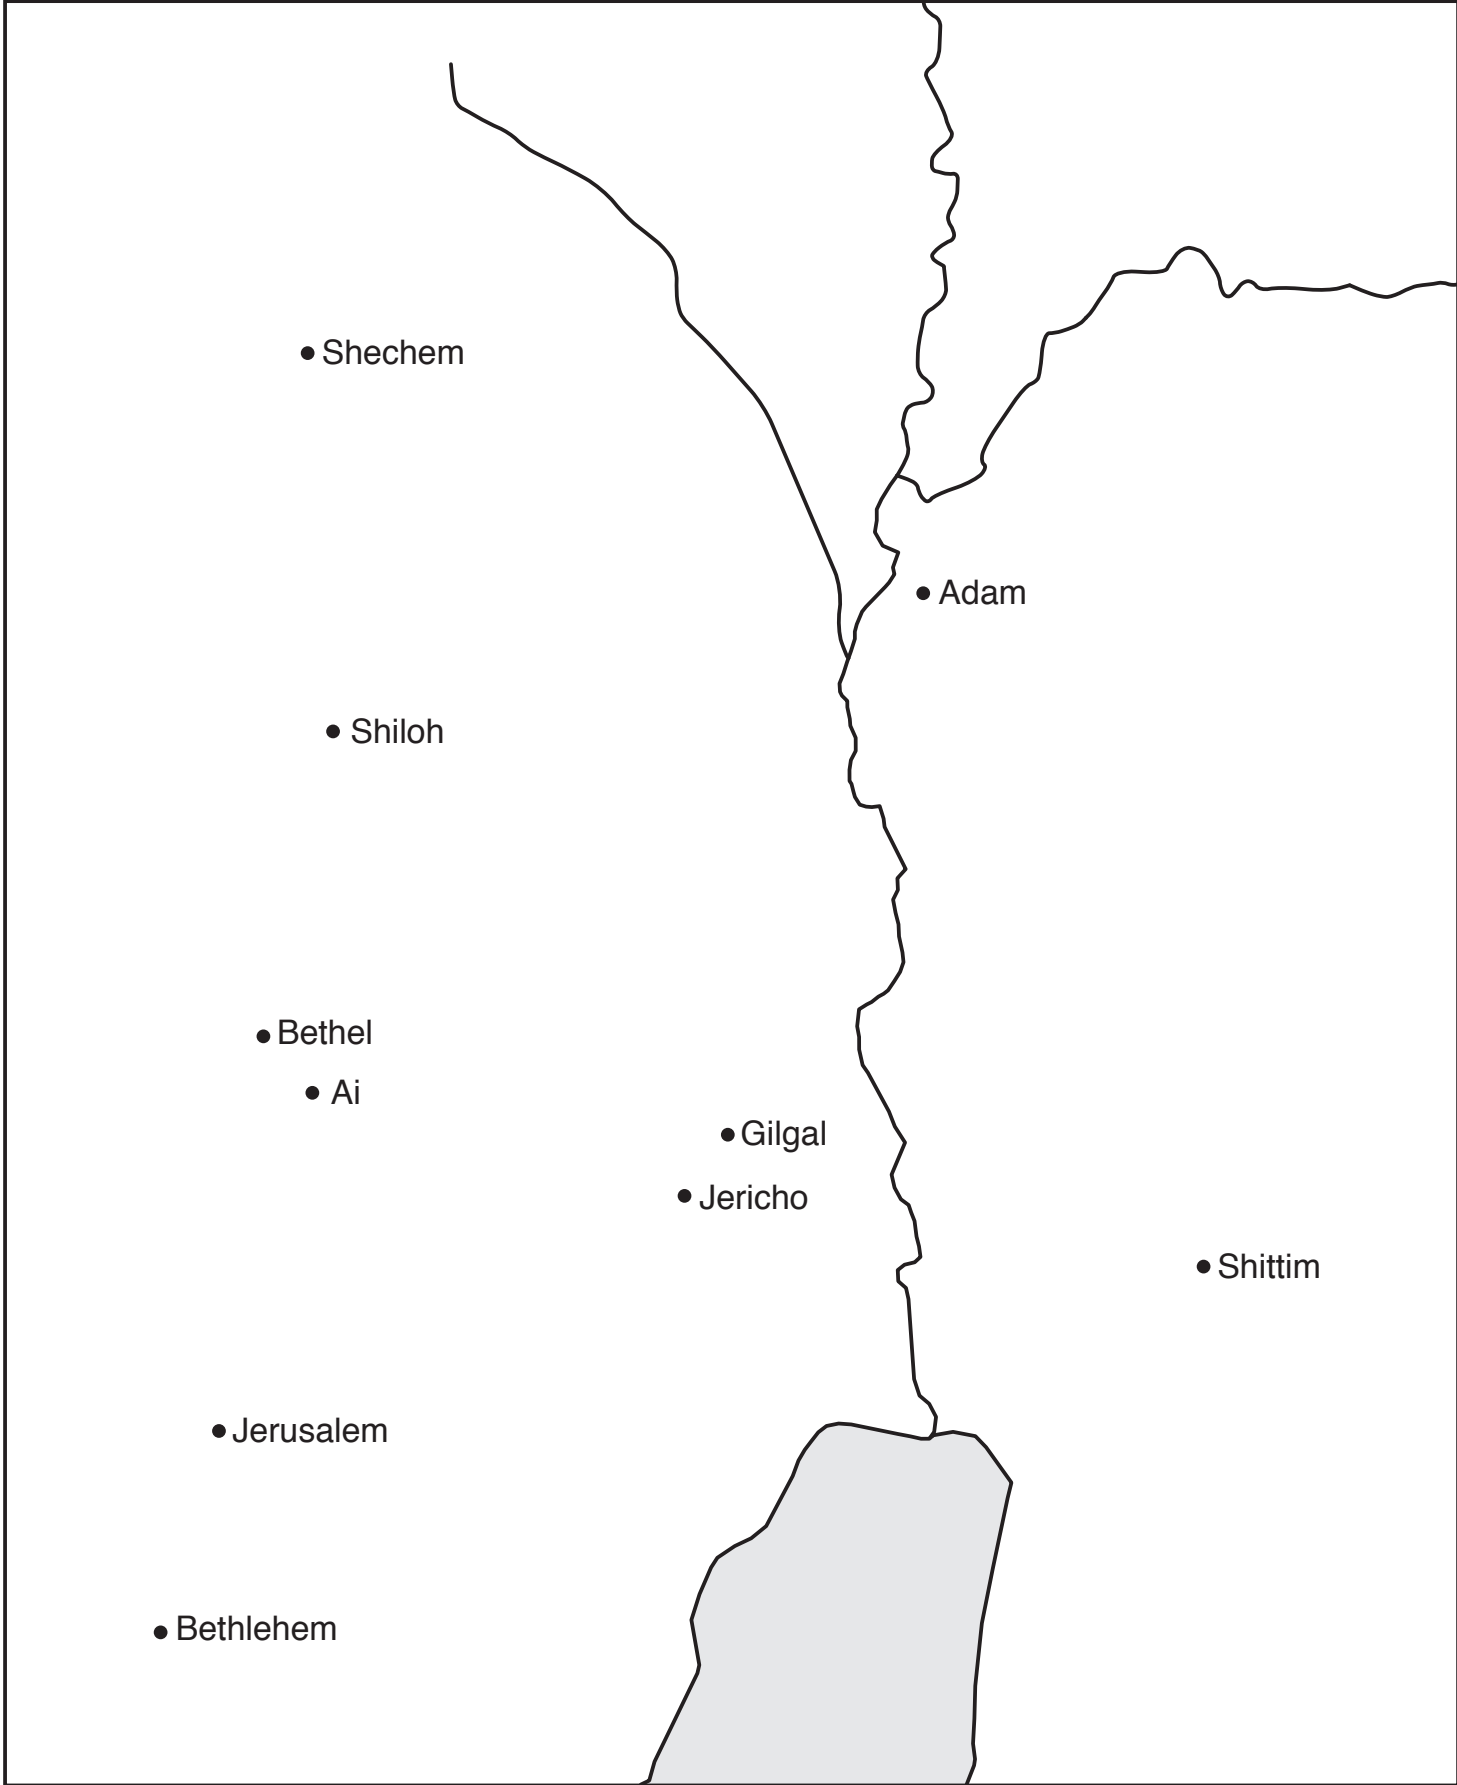 Shechem
Adam
Shiloh
Bethel
Ai
Gilgal
Jericho
Shittim
Jerusalem
Bethlehem